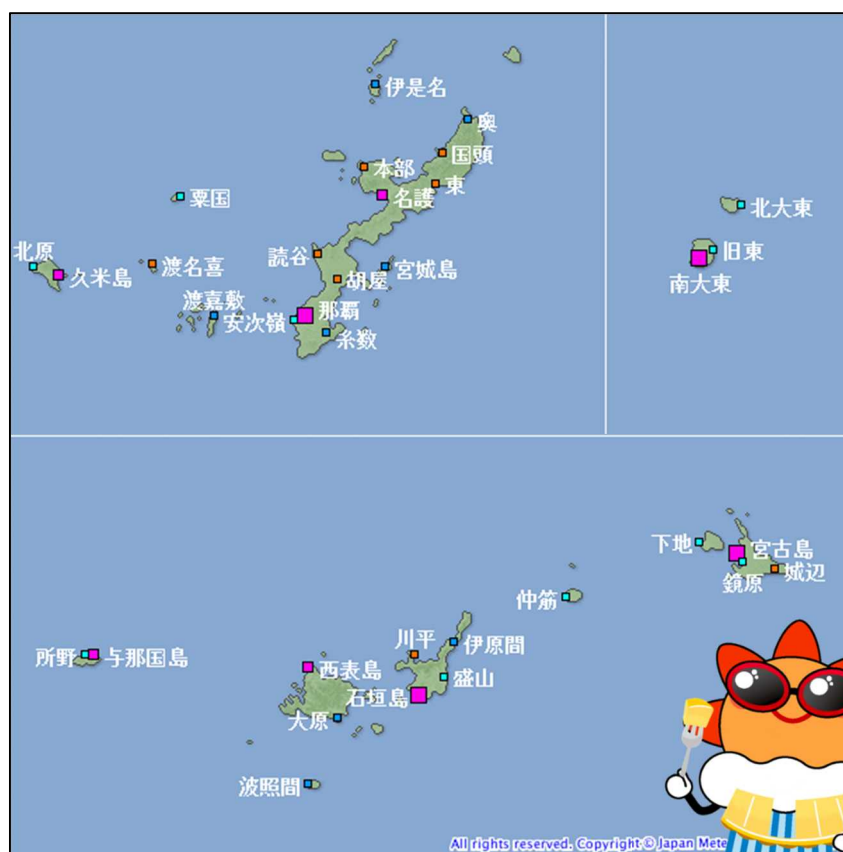 伊是名
奥
国頭
本部
東
名護
粟国
北大東
旧東
南大東
北原
久米島
渡名喜
読谷
宮城島
胡屋
渡嘉敷
那覇
安次嶺
糸数
下地
宮古島
鏡原
城辺
仲筋
川平
伊原間
所野
与那国島
西表島
盛山
石垣島
大原
波照間
All rights reserved. Copyright © Japan Mete